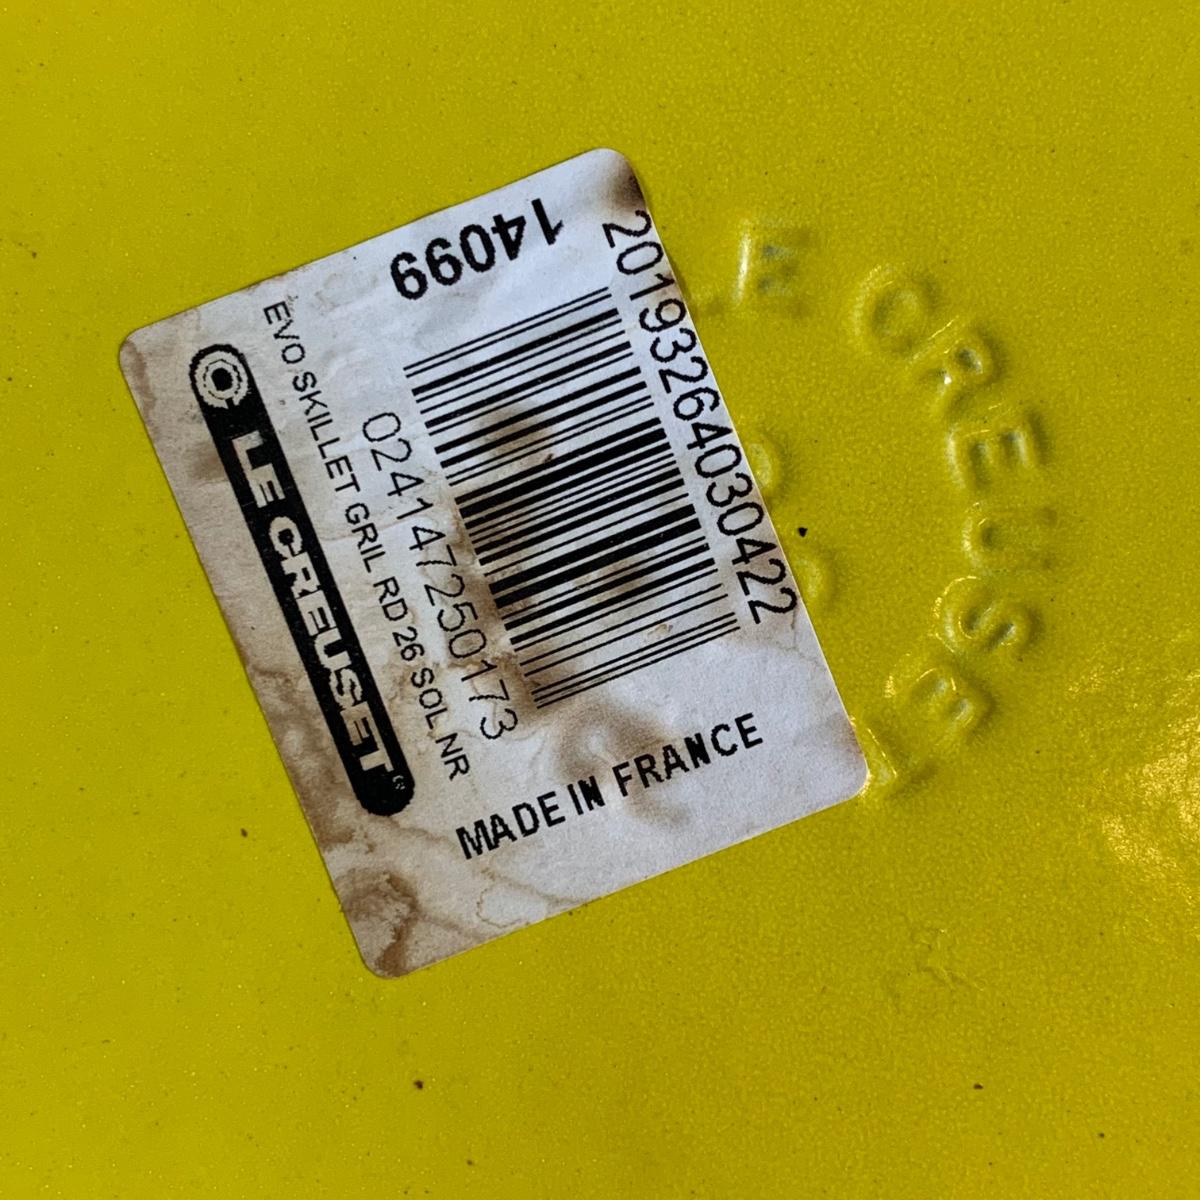 LE CREUSET®
EVO SKILLET GRIL RD 26 SOL NR
024147250173
20193264030422
14099
MADE IN FRANCE
CREUSET